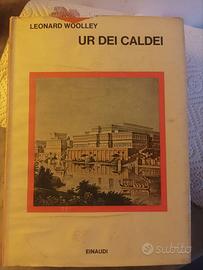 LEONARD WOOLLEY
UR DEI CALDEI
EINAUDI
subito